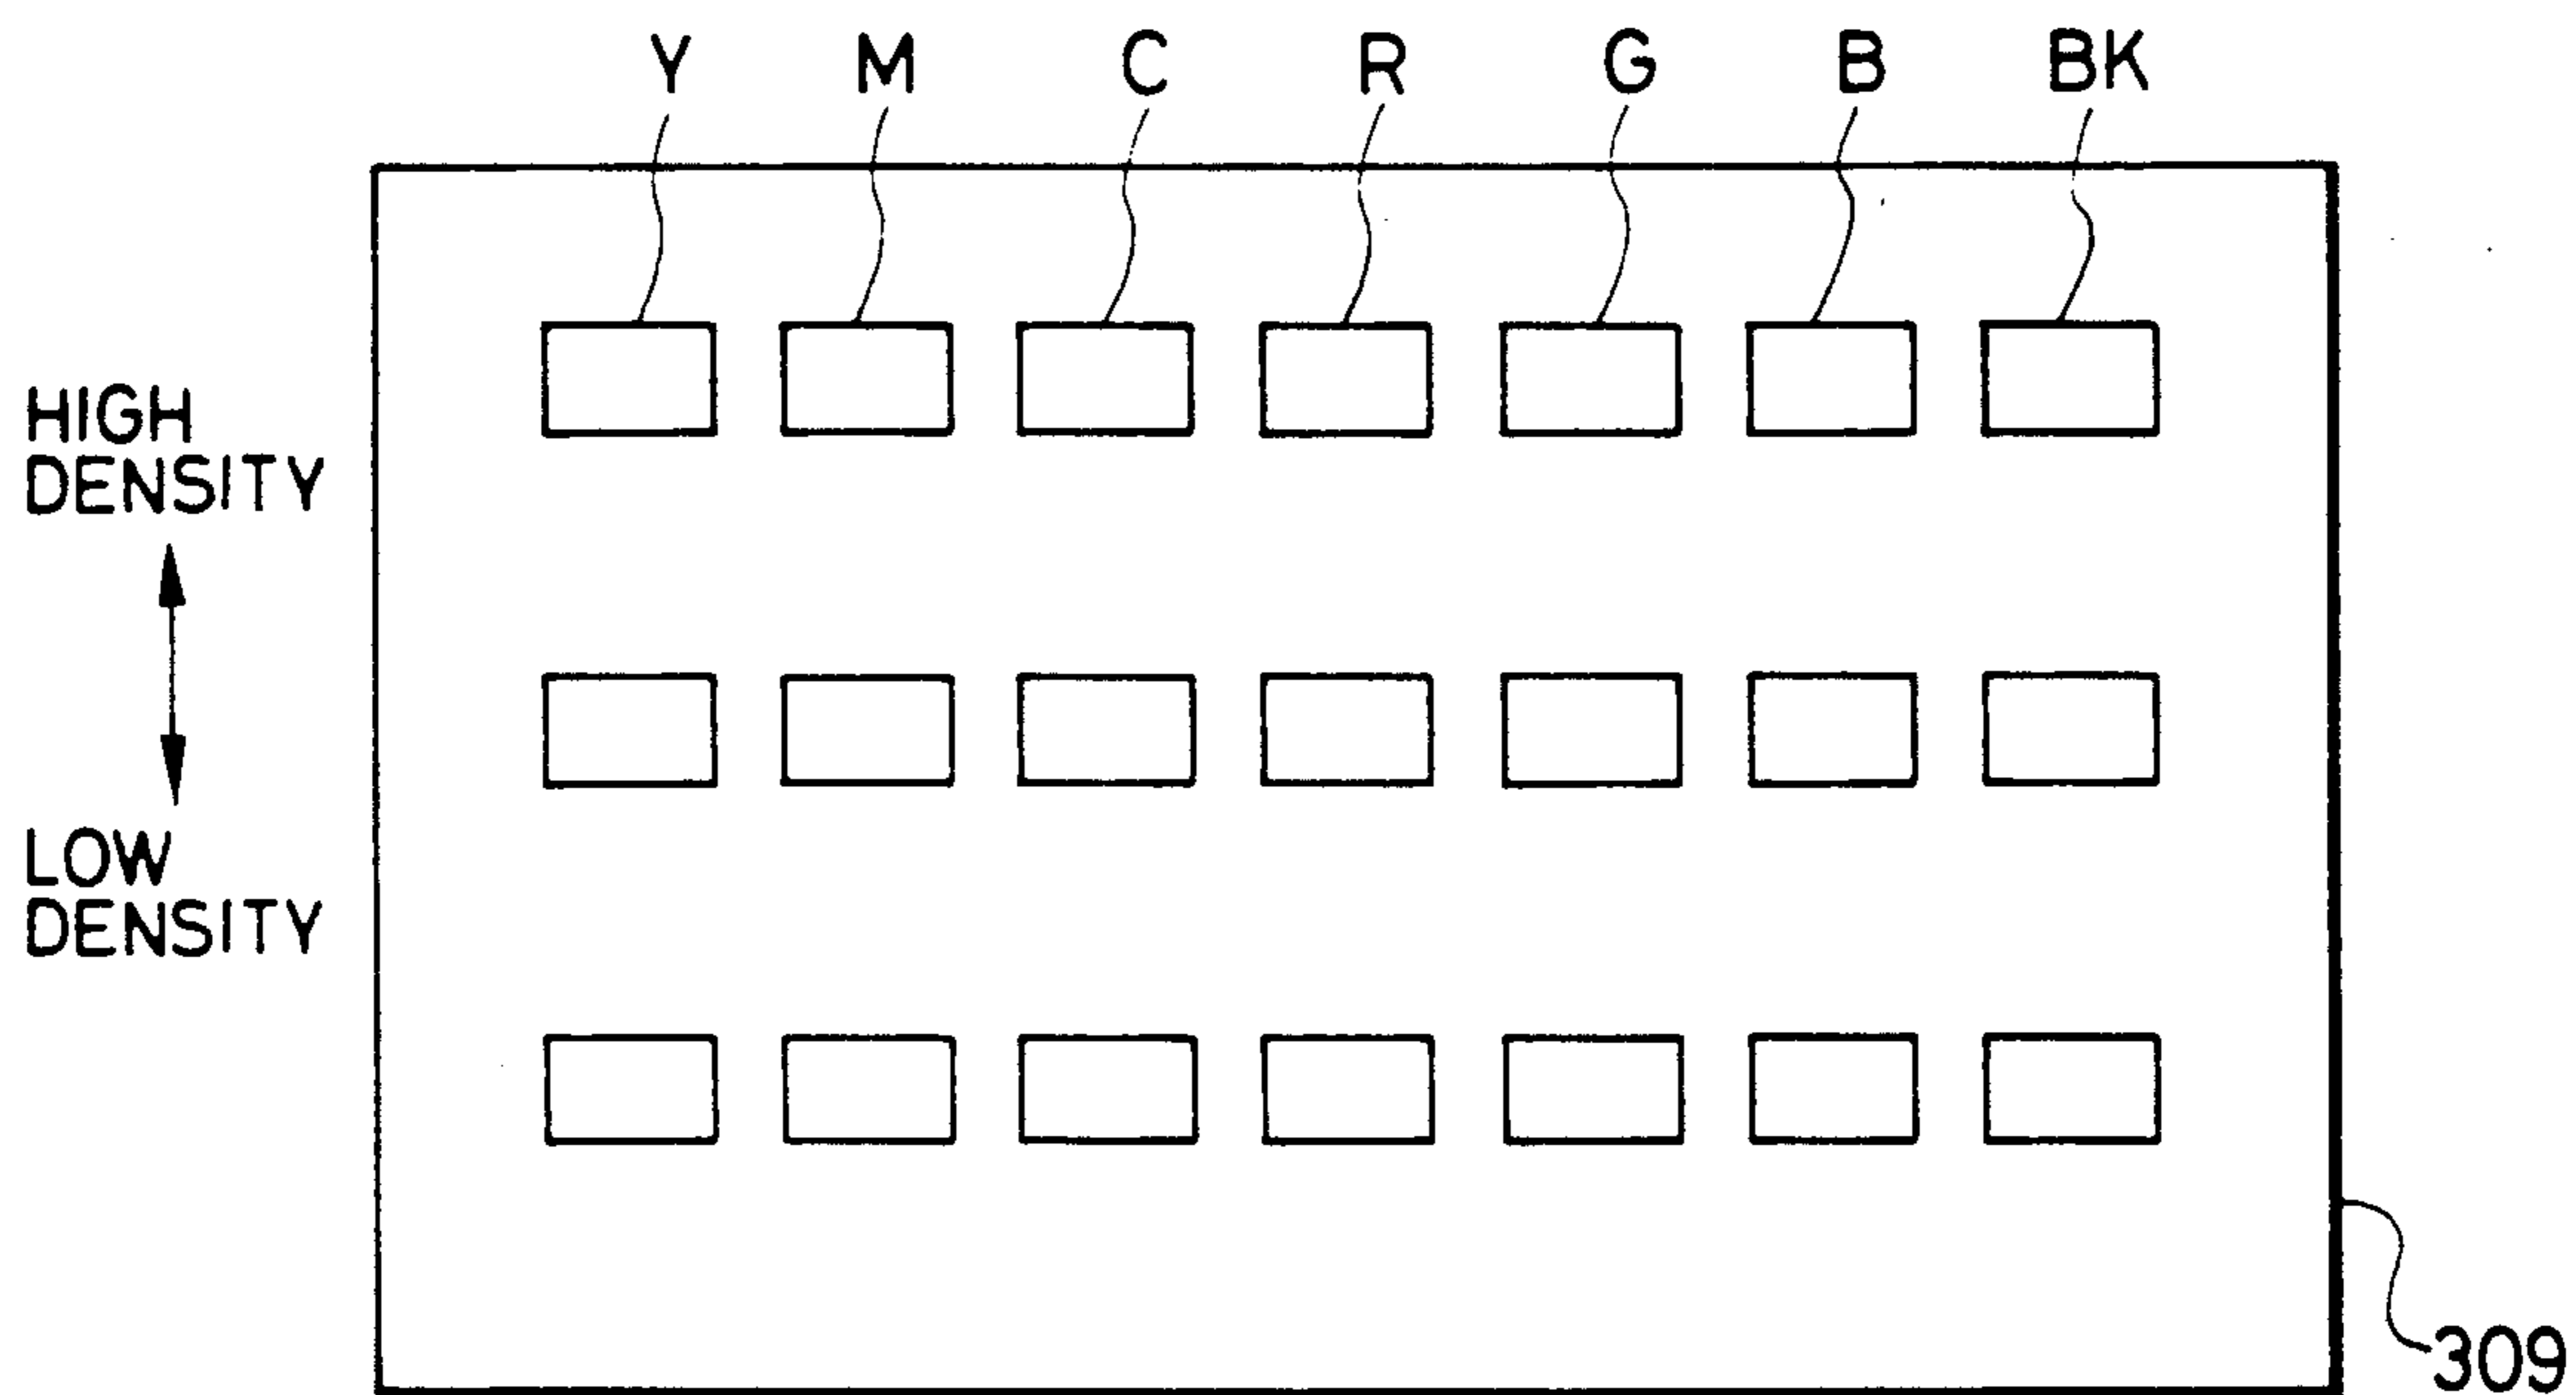 Y M C R G B BK
HIGH
DENSITY
LOW
DENSITY
309